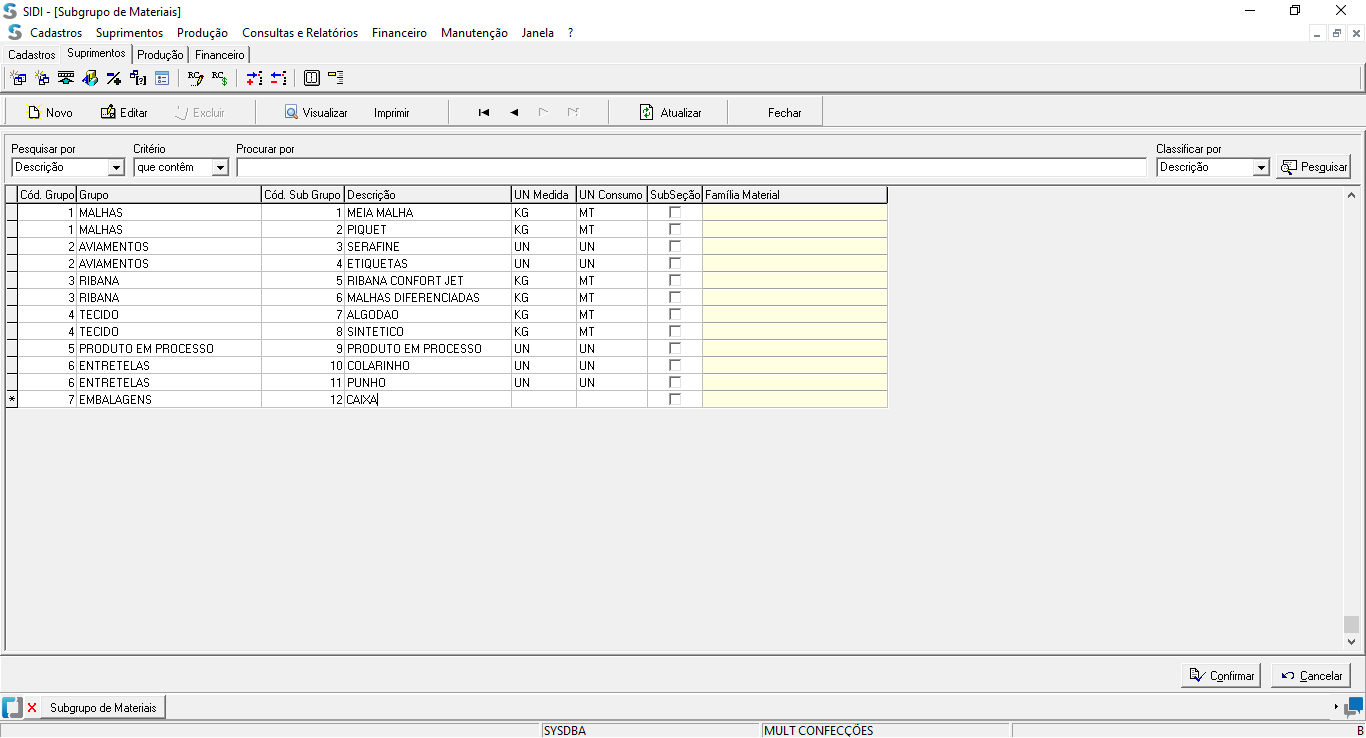 SIDI - [Subgrupo de Materiais]
Cadastros Suprimentos Produção Consultas e Relatórios Financeiro Manutenção Janela ?
Cadastros Suprimentos Produção Financeiro
Novo Editar Excluir Visualizar Imprimir Atualizar Fechar
Pesquisar por Critério Procurar por Classificar por
Descrição que contêm Descrição Pesquisar
Cód. Grupo Grupo Cód. Sub Grupo Descrição UN Medida UN Consumo SubSeção Família Material
1 MALHAS 1 MEIA MALHA KG MT
1 MALHAS 2 PIQUET KG MT
2 AVIAMENTOS 3 SERAFINE UN UN
2 AVIAMENTOS 4 ETIQUETAS UN UN
3 RIBANA 5 RIBANA CONFORT JET KG MT
3 RIBANA 6 MALHAS DIFERENCIADAS KG MT
4 TECIDO 7 ALGODAO KG MT
4 TECIDO 8 SINTETICO KG MT
5 PRODUTO EM PROCESSO 9 PRODUTO EM PROCESSO UN UN
6 ENTRETELAS 10 COLARINHO UN UN
6 ENTRETELAS 11 PUNHO UN UN
* 7 EMBALAGENS 12 CAIXA
Confirmar Cancelar
Subgrupo de Materiais
SYSDBA MULT CONFECÇÕES B